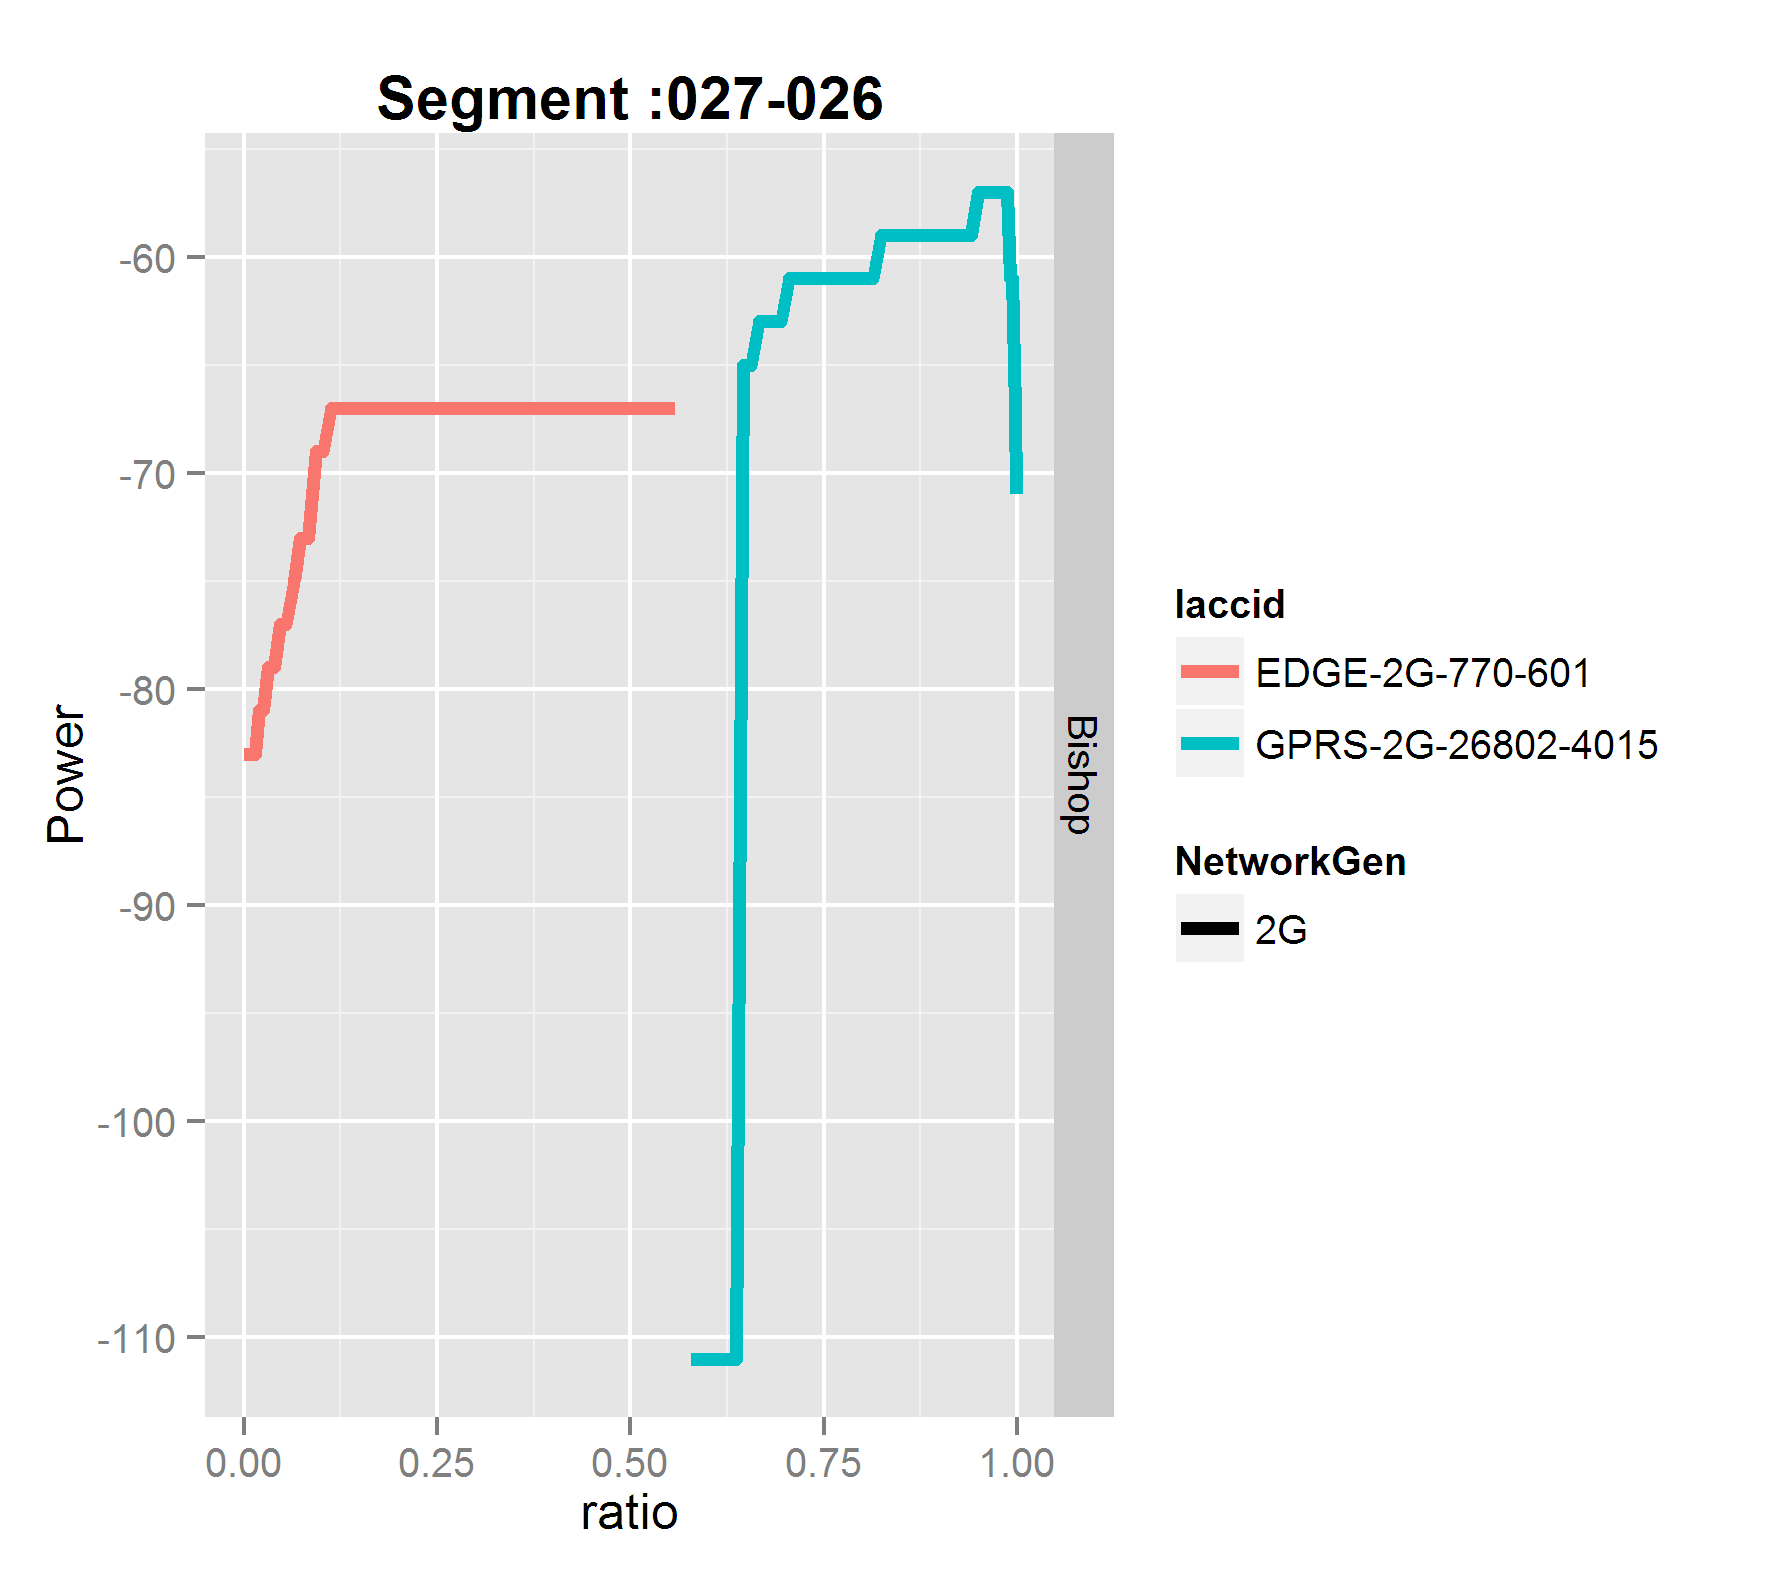 Segment :027-026
Power
-60
-70
-80
-90
-100
-110
0.00 0.25 0.50 0.75 1.00
ratio
Bishop
laccid
EDGE-2G-770-601
GPRS-2G-26802-4015
NetworkGen
2G